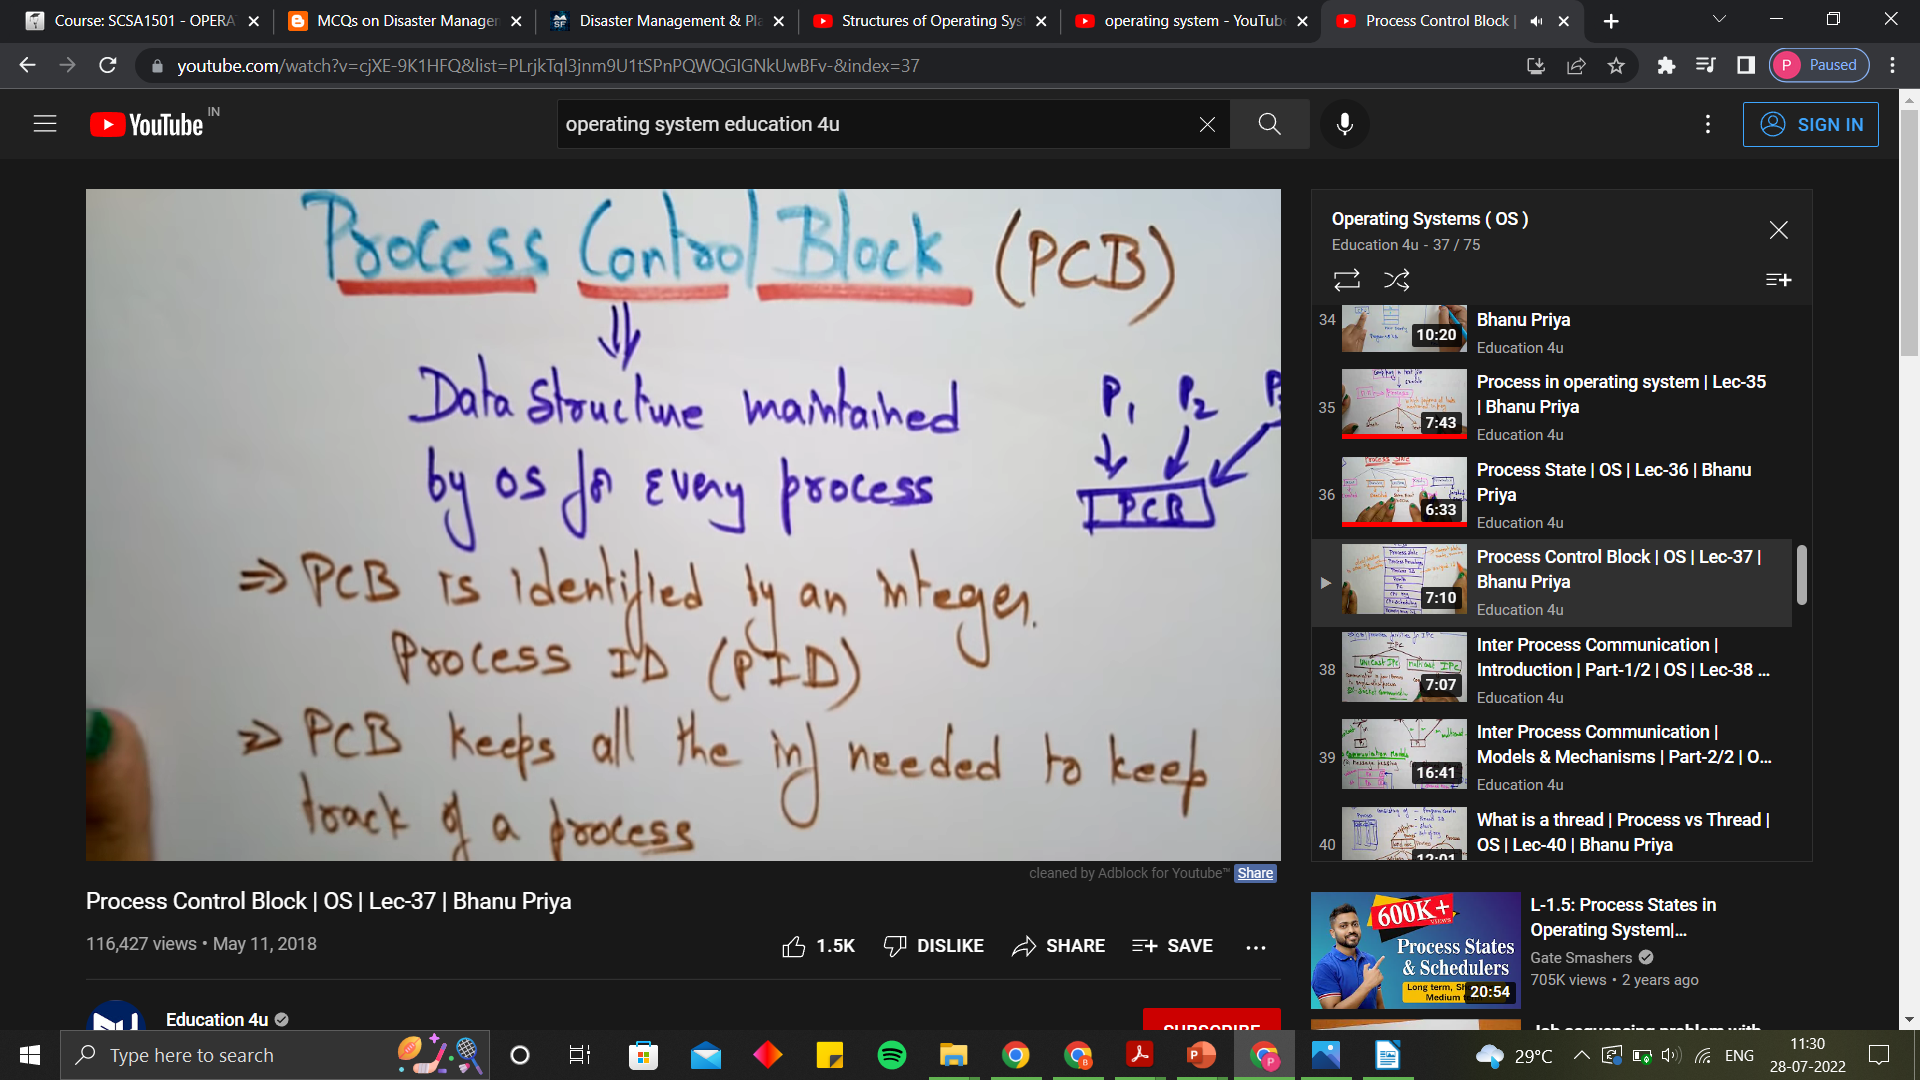 Course: SCSA1501 - OPERA
MCQs on Disaster Managem
Disaster Management & Pla
Structures of Operating Sys
operating system - YouTube
Process Control Block |
youtube.com/watch?v=cjXE-9K1HFQ&list=PLrjkTql3jnm9U1tSPnPQWQGIGNkUwBFv-&index=37
P Paused
YouTube IN
operating system education 4u
SIGN IN
Process Control Block (PCB)
Data Structure maintained
by OS for Every process
P1 P2
PCB
⇒ PCB is identified by an integer.
Process ID (PID)
⇒ PCB keeps all the inf needed to keep
track of a process
cleaned by Adblock for Youtube™ Share
Process Control Block | OS | Lec-37 | Bhanu Priya
116,427 views • May 11, 2018
1.5K DISLIKE SHARE SAVE
Education 4u
SUBSCRIBE
Operating Systems ( OS )
Education 4u - 37 / 75
34
10:20
Bhanu Priya
Education 4u
35
7:43
Process in operating system | Lec-35
| Bhanu Priya
Education 4u
36
6:33
Process State | OS | Lec-36 | Bhanu
Priya
Education 4u
7:10
Process Control Block | OS | Lec-37 |
Bhanu Priya
Education 4u
38
7:07
Inter Process Communication |
Introduction | Part-1/2 | OS | Lec-38 ...
Education 4u
39
16:41
Inter Process Communication |
Models & Mechanisms | Part-2/2 | O...
Education 4u
40
12:01
What is a thread | Process vs Thread |
OS | Lec-40 | Bhanu Priya
600K+
VIEWS
Process States
& Schedulers
Long term, Sh
Medium t
20:54
L-1.5: Process States in
Operating System|...
Gate Smashers
705K views • 2 years ago
Job sequencing problem with
Type here to search
29°C
ENG
11:30
28-07-2022